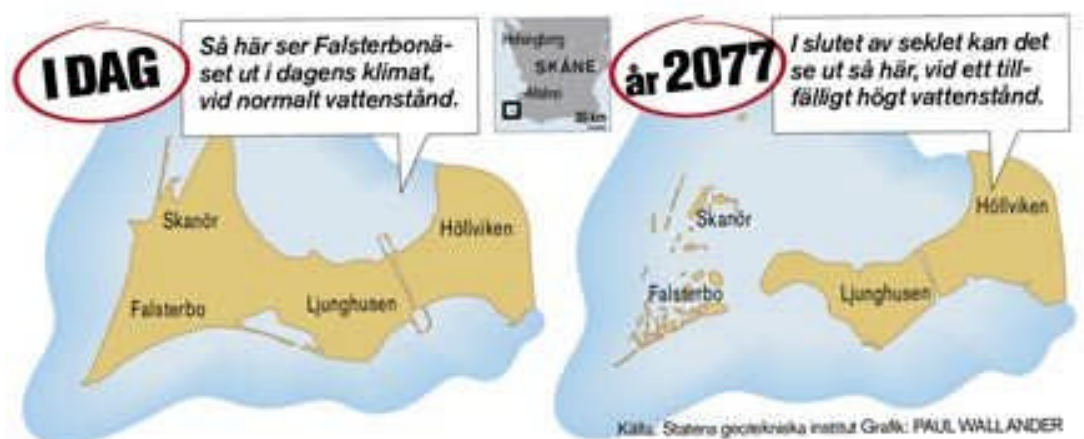 I DAG
Så här ser Falsterbonä-
set ut i dagens klimat,
vid normalt vattenstånd.
Helsingborg
SKÅNE
Malmö
år 2077
I slutet av seklet kan det
se ut så här, vid ett till-
fälligt högt vattenstånd.
Skanör
Höllviken
Falsterbo
Ljunghusen
Skanör
Höllviken
Falsterbo
Ljunghusen
Källa: Statens geotekniska institut Grafik: PAUL WALLANDER